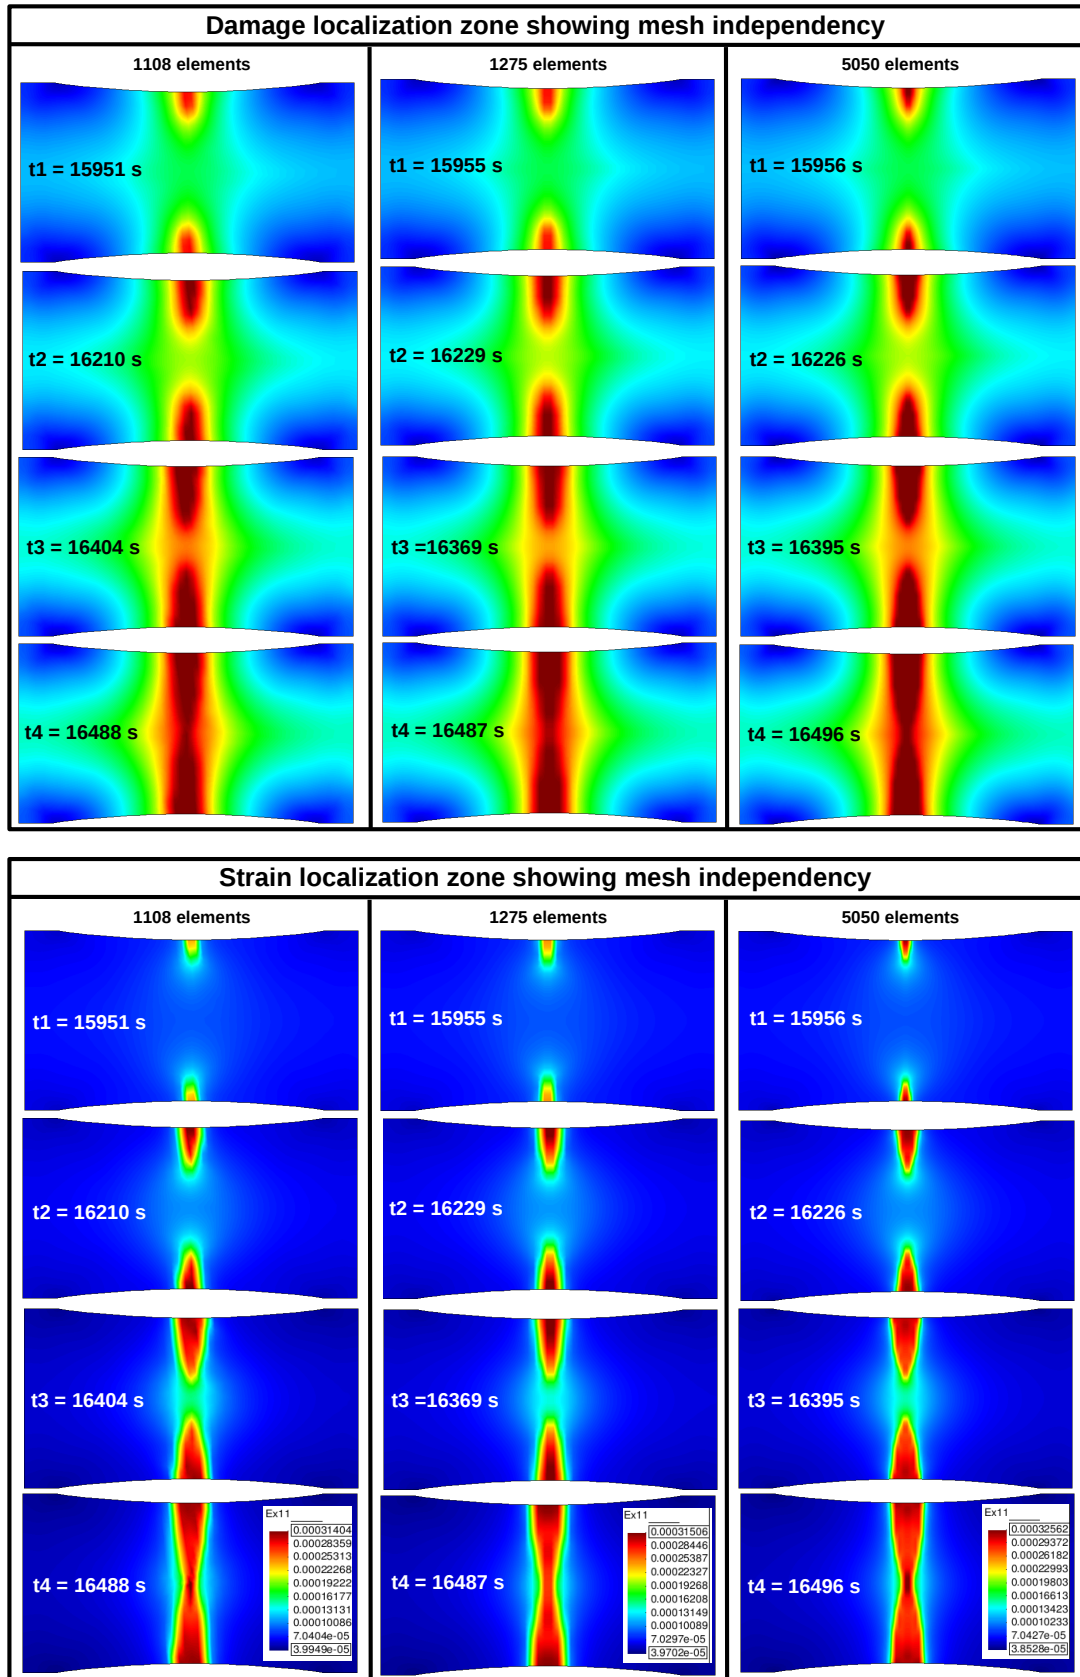 Damage localization zone showing mesh independency
1108 elements
1275 elements
5050 elements
t1 = 15951 s
t1 = 15955 s
t1 = 15956 s
t2 = 16210 s
t2 = 16229 s
t2 = 16226 s
t3 = 16404 s
t3 =16369 s
t3 = 16395 s
t4 = 16488 s
t4 = 16487 s
t4 = 16496 s
Strain localization zone showing mesh independency
1108 elements
1275 elements
5050 elements
t1 = 15951 s
t1 = 15955 s
t1 = 15956 s
t2 = 16210 s
t2 = 16229 s
t2 = 16226 s
t3 = 16404 s
t3 =16369 s
t3 = 16395 s
t4 = 16488 s
Ex11
0.00031404
0.00028359
0.00025313
0.00022268
0.00019222
0.00016177
0.00013131
0.00010086
7.0404e-05
3.9949e-05
t4 = 16487 s
Ex11
0.00031506
0.00028446
0.00025387
0.00022327
0.00019268
0.00016208
0.00013149
0.00010089
7.0297e-05
3.9702e-05
t4 = 16496 s
Ex11
0.00032562
0.00029372
0.00026182
0.00022993
0.00019803
0.00016613
0.00013423
0.00010233
7.0427e-05
3.8528e-05